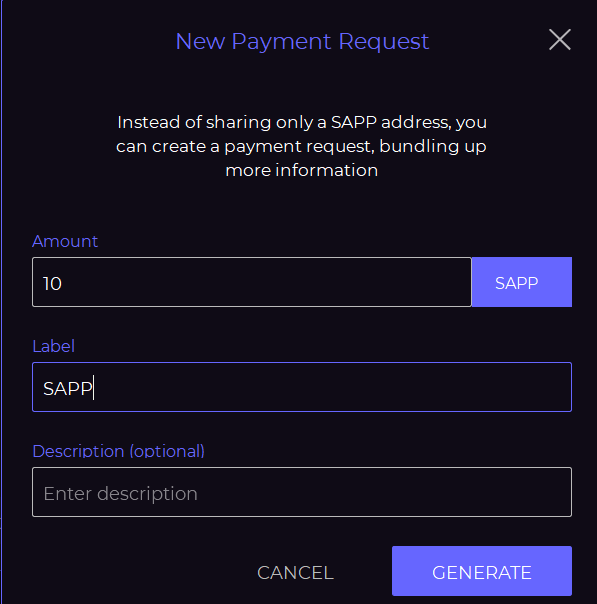 New Payment Request
Instead of sharing only a SAPP address, you
can create a payment request, bundling up
more information
Amount
10
SAPP
Label
SAPP
Description (optional)
Enter description
CANCEL
GENERATE